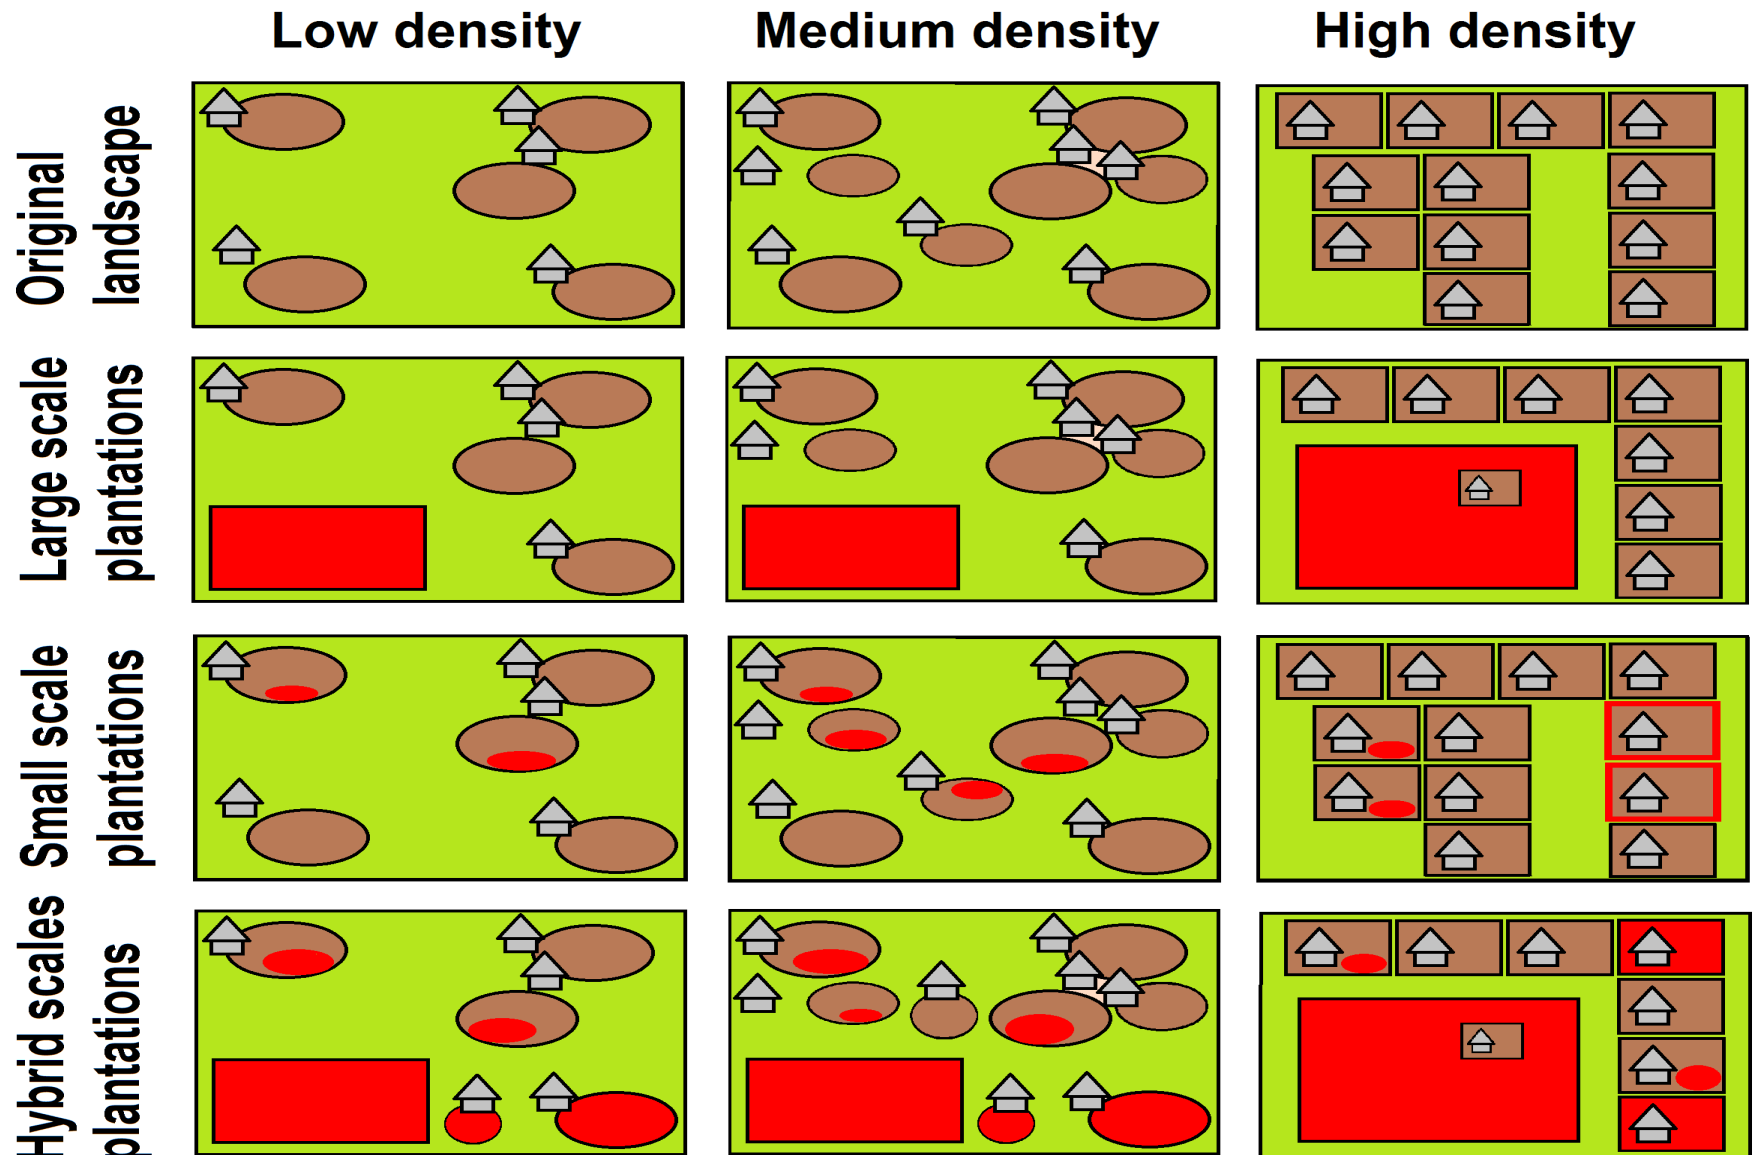 Low density
Medium density
High density
Original
landscape
Large scale
plantations
Small scale
plantations
Hybrid scales
plantations